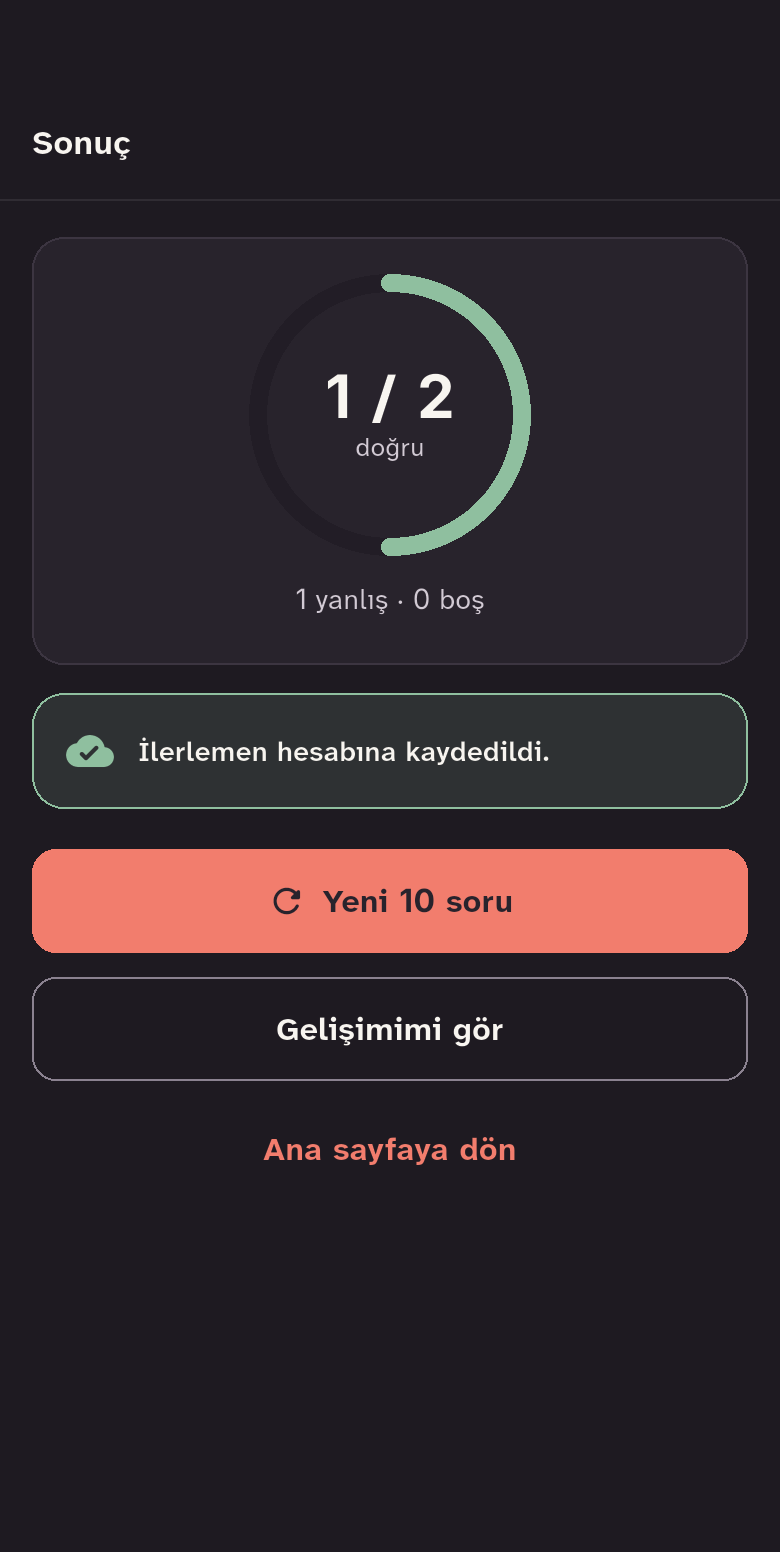 Sonuç
1 / 2
doğru
1 yanlış · 0 boş
İlerlemen hesabına kaydedildi.
Yeni 10 soru
Gelişimimi gör
Ana sayfaya dön